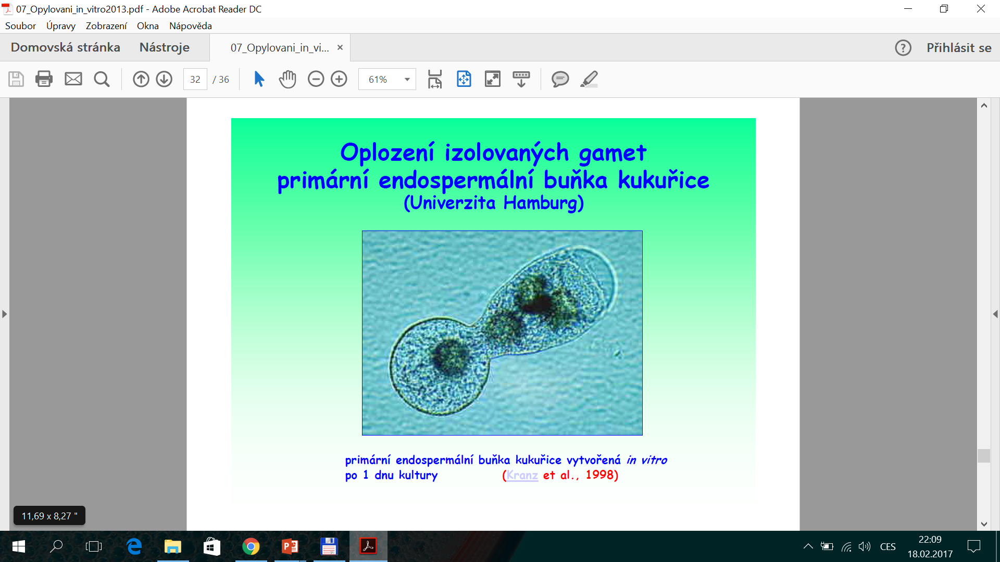 07_Opylovani_in_vitro2013.pdf - Adobe Acrobat Reader DC
Soubor Úpravy Zobrazení Okna Nápověda
Domovská stránka Nástroje 07_Opylovani_in_vi... Přihlásit se
32 / 36 61%
Oplození izolovaných gamet
primární endospermální buňka kukuřice
(Univerzita Hamburg)
primární endospermální buňka kukuřice vytvořená in vitro
po 1 dnu kultury (Kranz et al., 1998)
11,69 x 8,27 "
CES
22:09
18.02.2017